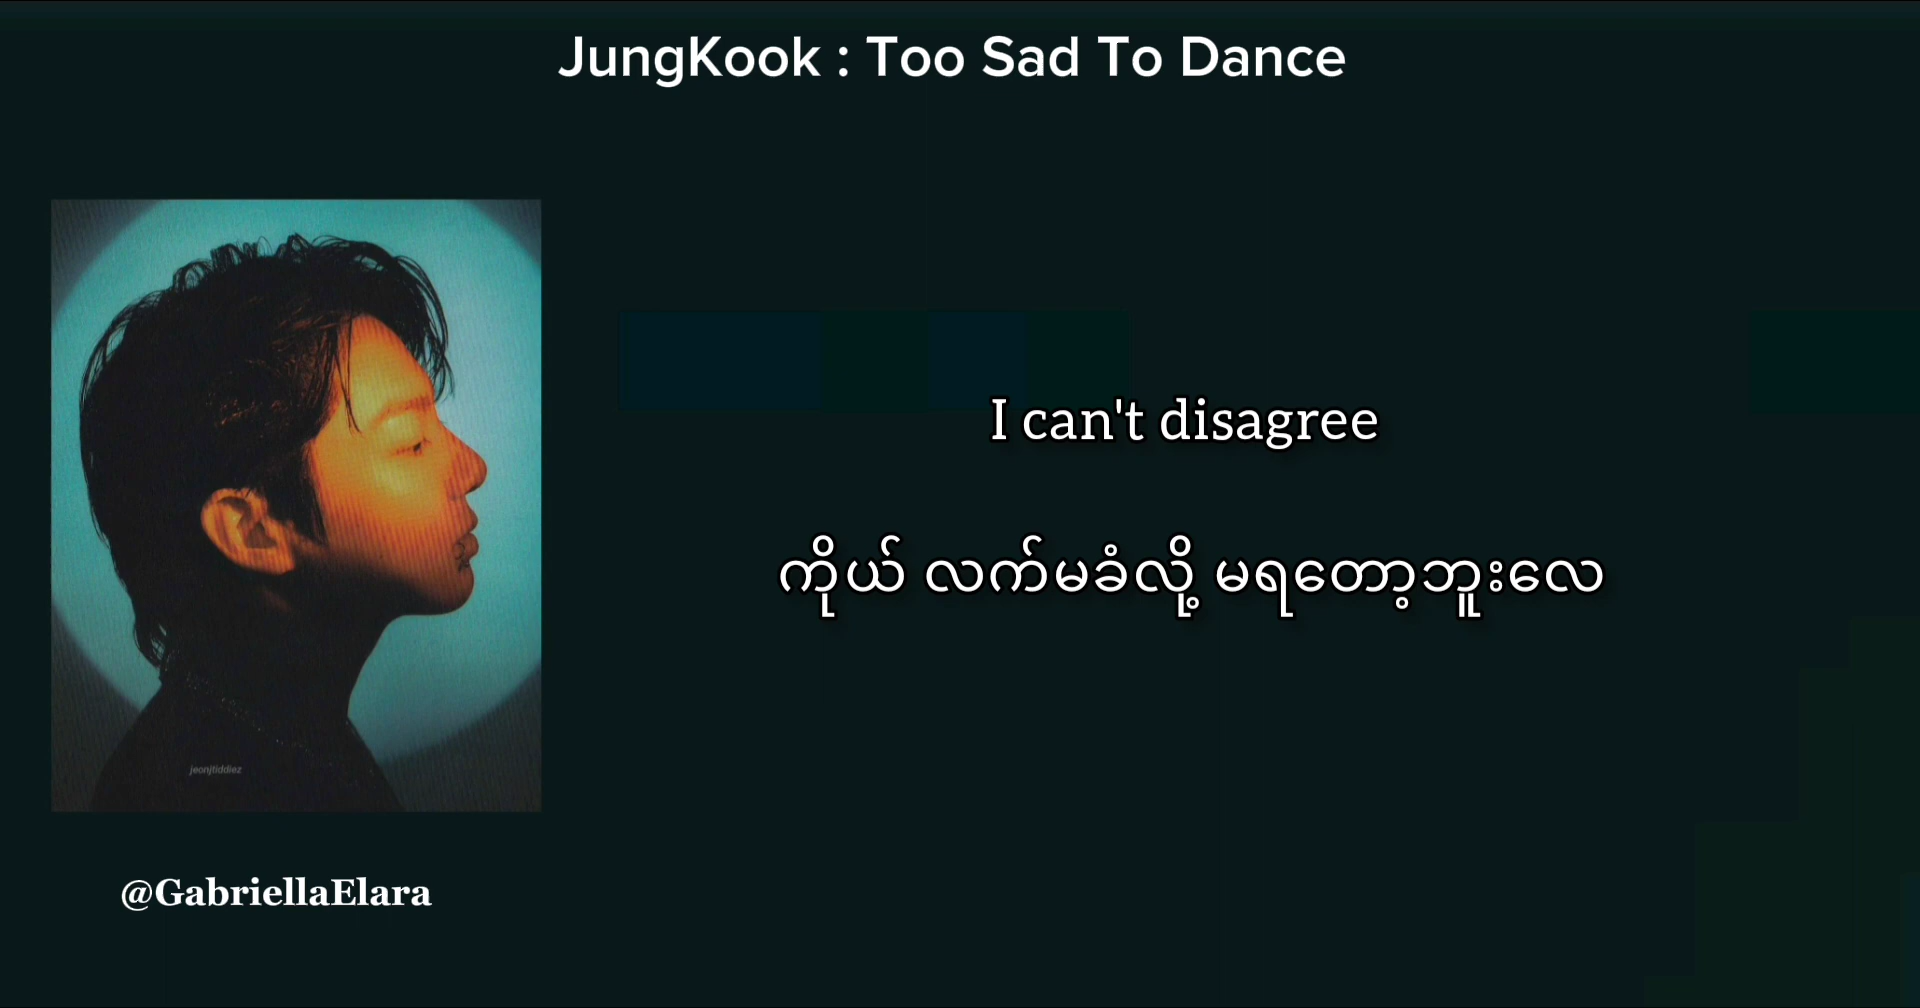 JungKook : Too Sad To Dance
I can't disagree
ကိုယ် လက်မခံလို့ မရတော့ဘူးလေ
jeonjtiddiez
@GabriellaElara